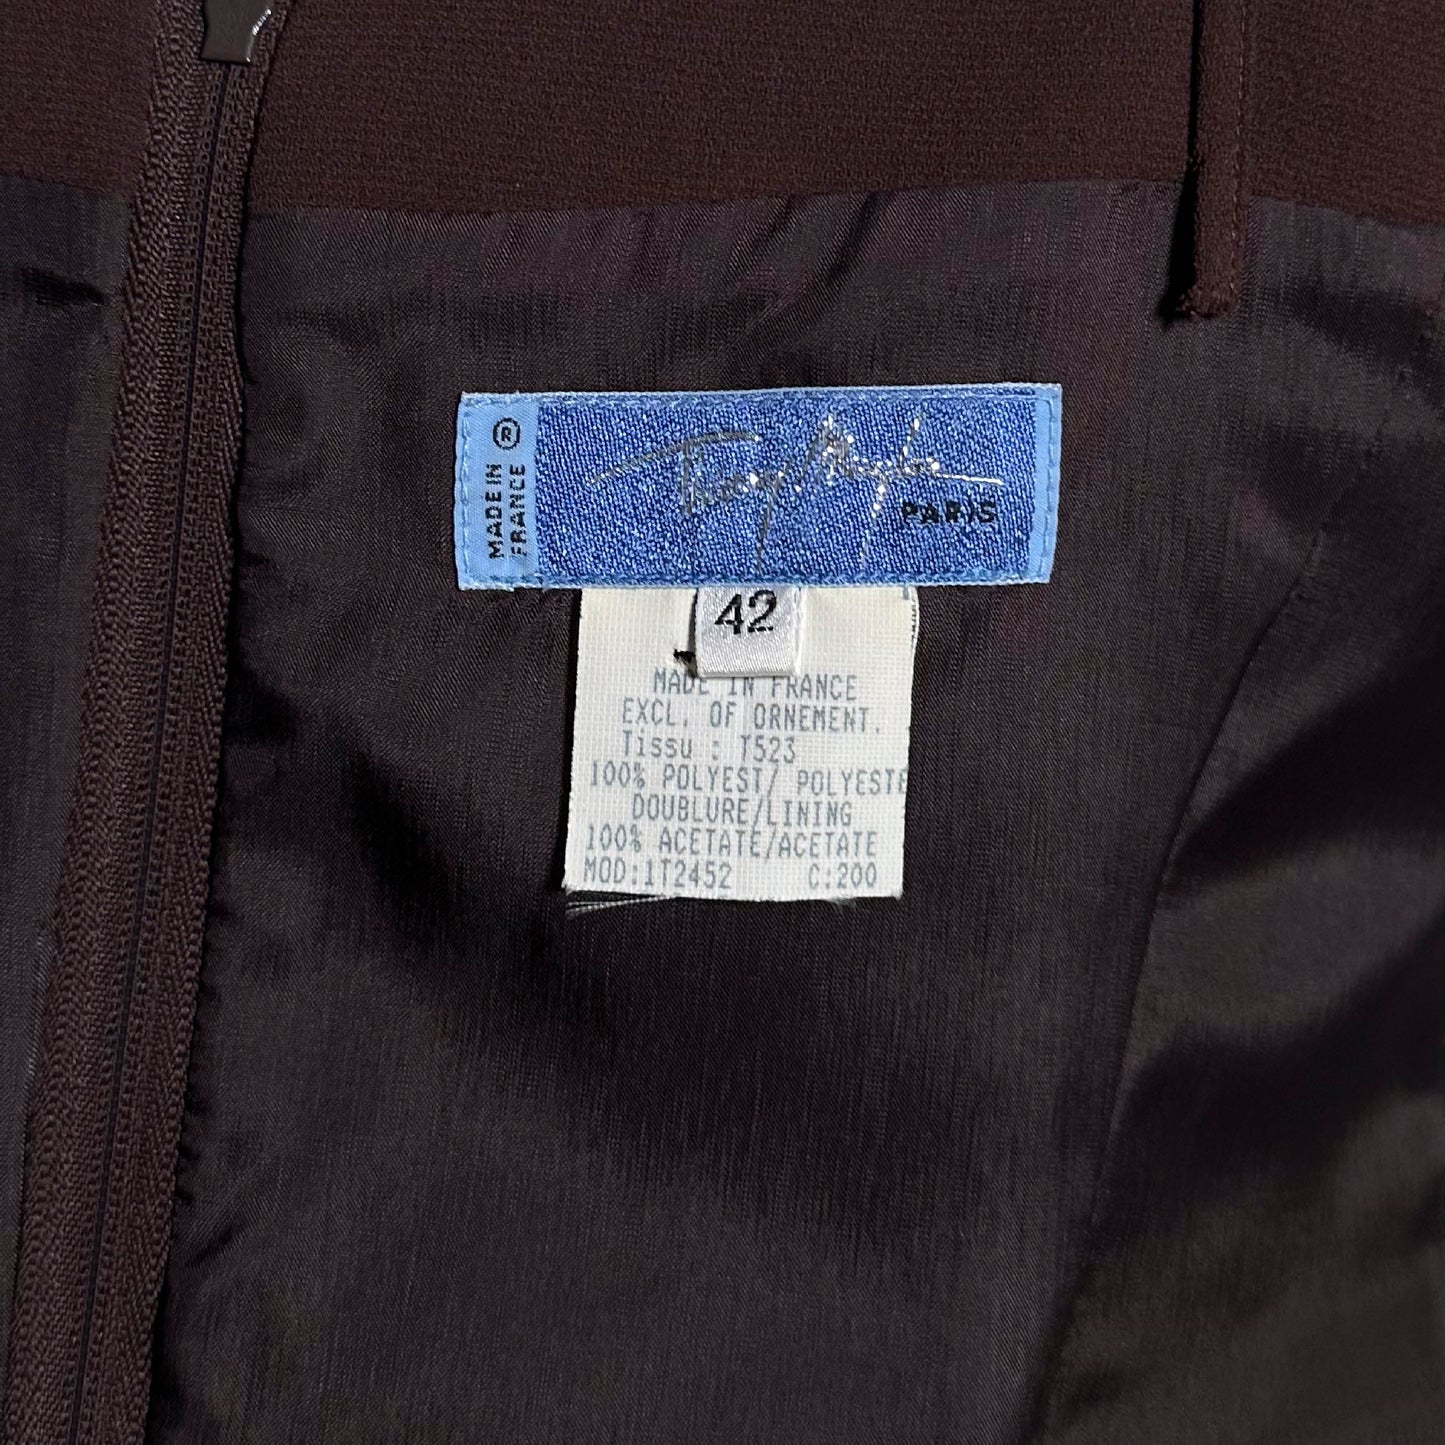 MADE IN
FRANCE
®
Thierry Mugler
PARIS
42
MADE IN FRANCE
EXCL. OF ORNEMENT.
Tissu : T523
100% POLYEST/ POLYESTE
DOUBLURE/LINING
100% ACETATE/ACETATE
MOD:1T2452 C:200